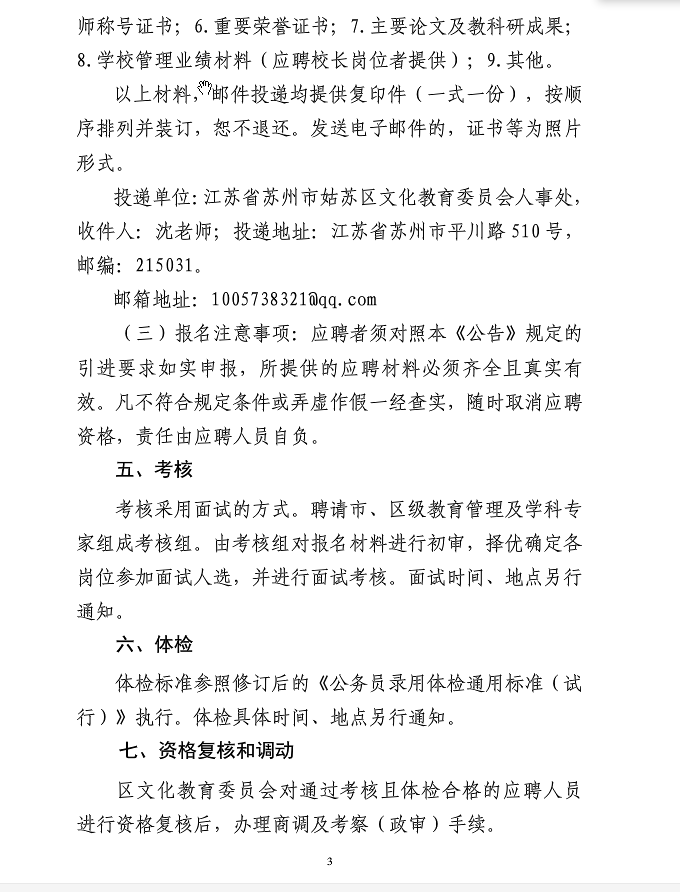 师称号证书；6.重要荣誉证书；7.主要论文及教科研成果；
8.学校管理业绩材料（应聘校长岗位者提供）；9.其他。
以上材料，邮件投递均提供复印件（一式一份），按顺
序排列并装订，恕不退还。发送电子邮件的，证书等为照片
形式。
投递单位：江苏省苏州市姑苏区文化教育委员会人事处，
收件人：沈老师；投递地址：江苏省苏州市平川路 510 号，
邮编：215031。
邮箱地址：1005738321@qq.com
（三）报名注意事项：应聘者须对照本《公告》规定的
引进要求如实申报，所提供的应聘材料必须齐全且真实有
效。凡不符合规定条件或弄虚作假一经查实，随时取消应聘
资格，责任由应聘人员自负。
五、考核
考核采用面试的方式。聘请市、区级教育管理及学科专
家组成考核组。由考核组对报名材料进行初审，择优确定各
岗位参加面试人选，并进行面试考核。面试时间、地点另行
通知。
六、体检
体检标准参照修订后的《公务员录用体检通用标准（试
行）》执行。体检具体时间、地点另行通知。
七、资格复核和调动
区文化教育委员会对通过考核且体检合格的应聘人员
进行资格复核后，办理商调及考察（政审）手续。
3